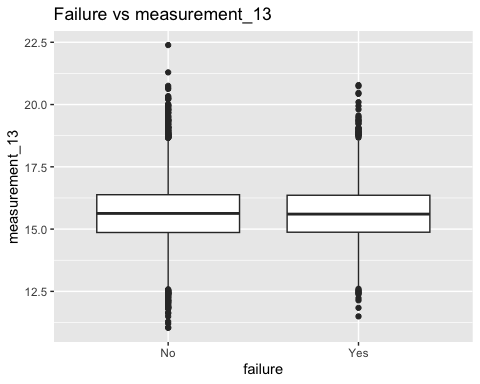 Failure vs measurement_13
22.5
20.0
17.5
15.0
12.5
measurement_13
No
Yes
failure